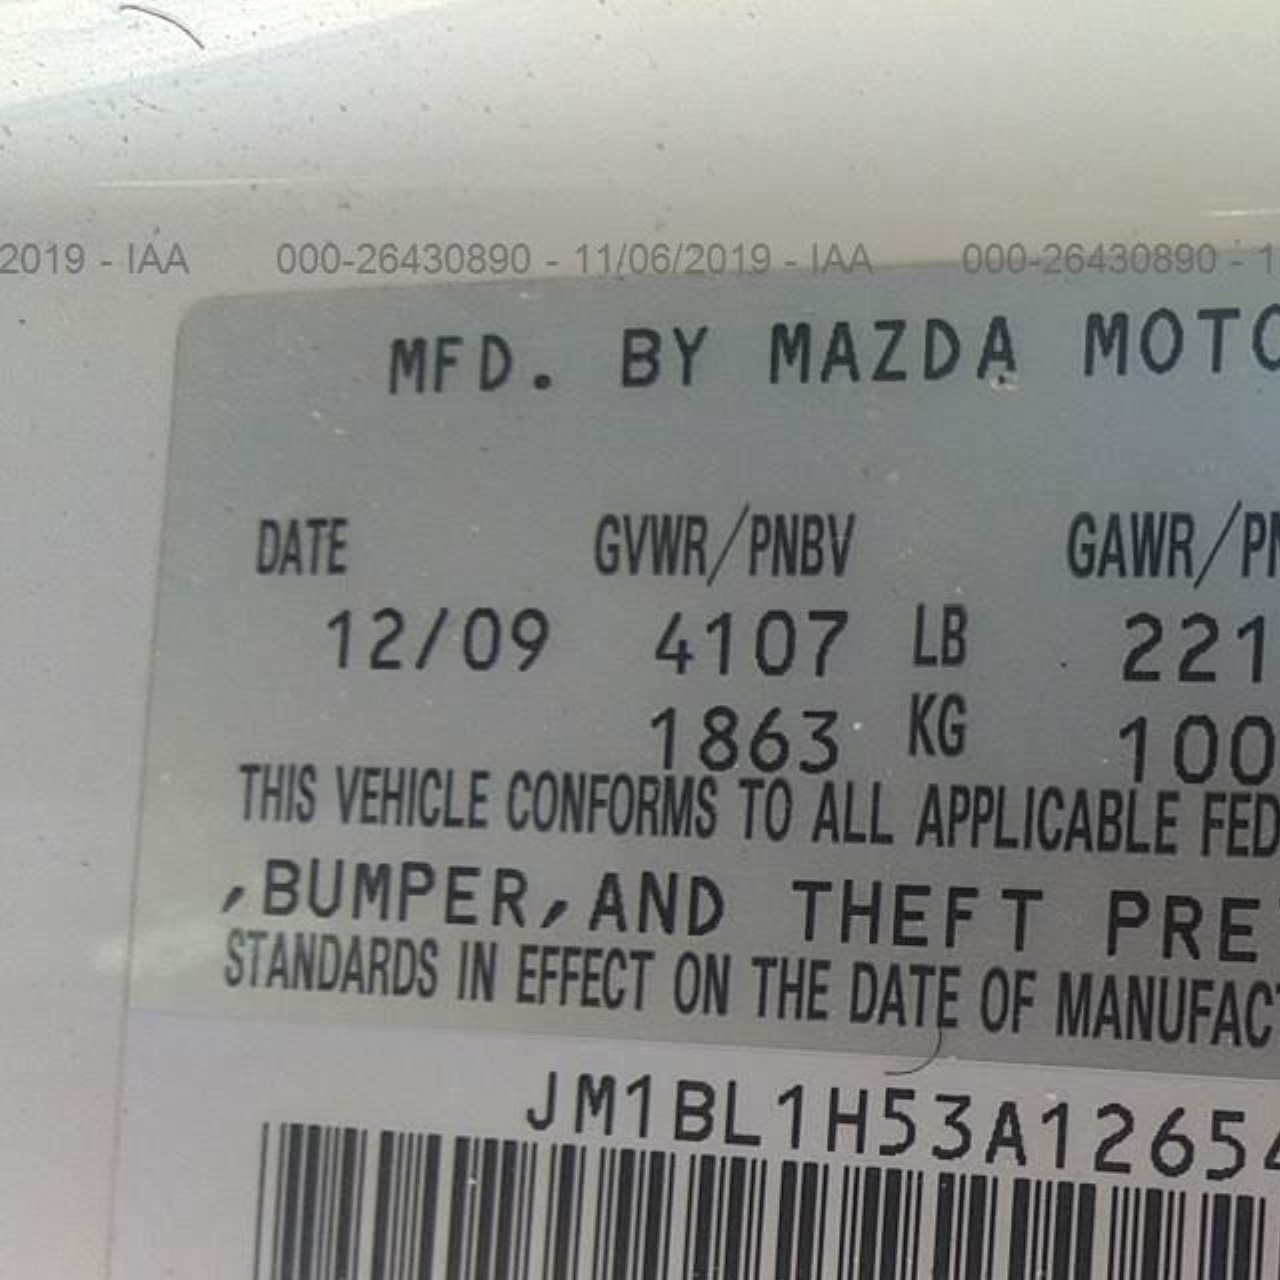 2019 - IAA 000-26430890 - 11/06/2019 - IAA 000-26430890 - 1
MFD. BY MAZDA MOTO
DATE GVWR/PNBV GAWR/PN
12/09 4107 LB 221
1863 KG 100
THIS VEHICLE CONFORMS TO ALL APPLICABLE FED
,BUMPER,AND THEFT PRE
STANDARDS IN EFFECT ON THE DATE OF MANUFACT
JM1BL1H53A12654